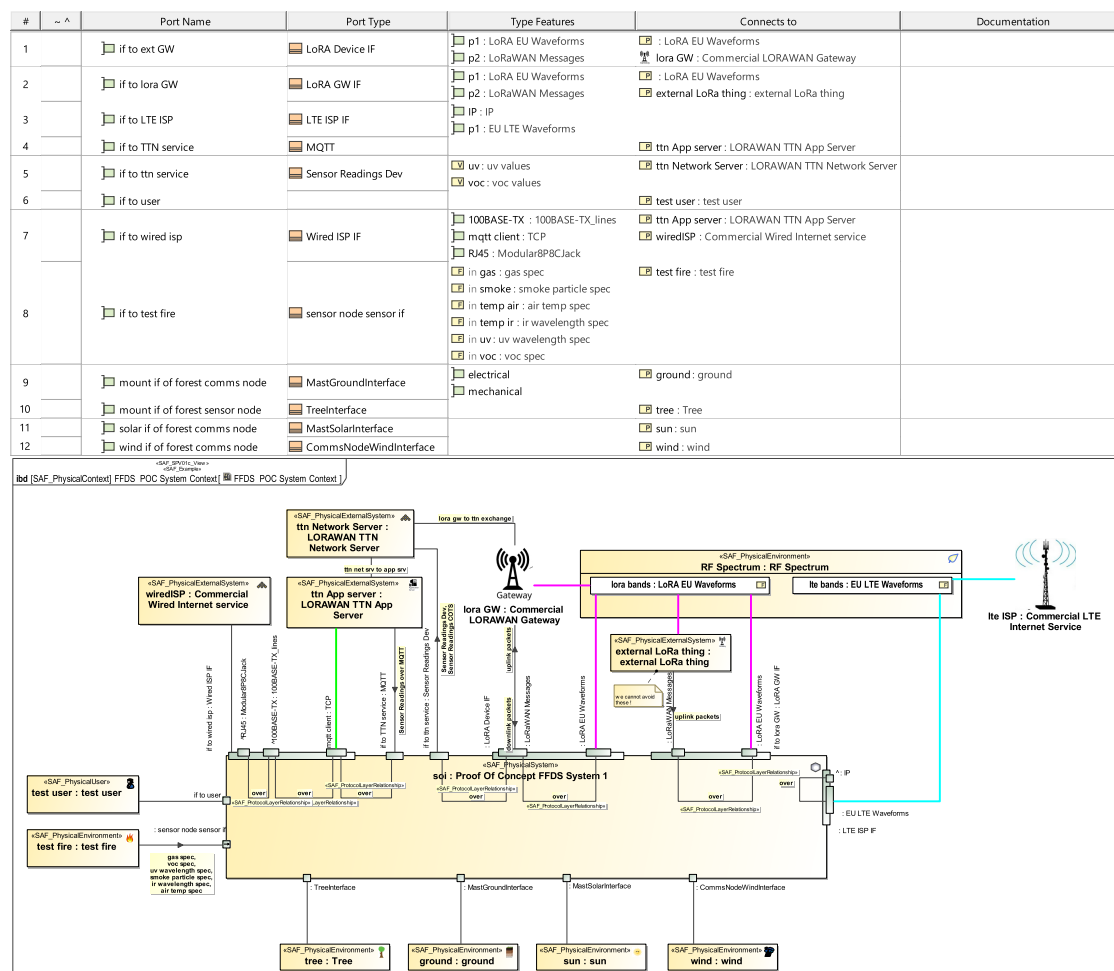 # ~ ^ Port Name Port Type Type Features Connects to Documentation
1 if to ext GW LoRA Device IF p1 : LoRA EU Waveforms : LoRA EU Waveforms
p2 : LoRaWAN Messages lora GW : Commercial LORAWAN Gateway
2 if to lora GW LoRA GW IF p1 : LoRA EU Waveforms : LoRA EU Waveforms
p2 : LoRaWAN Messages external LoRa thing : external LoRa thing
3 if to LTE ISP LTE ISP IF IP : IP
p1 : EU LTE Waveforms
4 if to TTN service MQTT ttn App server : LORAWAN TTN App Server
5 if to ttn service Sensor Readings Dev uv : uv values ttn Network Server : LORAWAN TTN Network Server
voc : voc values
6 if to user test user : test user
7 if to wired isp Wired ISP IF 100BASE-TX : 100BASE-TX_lines ttn App server : LORAWAN TTN App Server
mqtt client : TCP wiredISP : Commercial Wired Internet service
RJ45 : Modular8P8CJack
8 if to test fire sensor node sensor if in gas : gas spec test fire : test fire
in smoke : smoke particle spec
in temp air : air temp spec
in temp ir : ir wavelength spec
in uv : uv wavelength spec
in voc : voc spec
9 mount if of forest comms node MastGroundInterface electrical ground : ground
mechanical
10 mount if of forest sensor node TreeInterface tree : Tree
11 solar if of forest comms node MastSolarInterface sun : sun
12 wind if of forest comms node CommsNodeWindInterface wind : wind
«SAF_SPV01c_View »
«SAF_Example»
ibd [SAF_PhysicalContext] FFDS POC System Context[ FFDS POC System Context ]
«SAF_PhysicalExternalSystem»
ttn Network Server :
LORAWAN TTN
Network Server
lora gw to ttn exchange
ttn net srv to app srv
«SAF_PhysicalExternalSystem»
wiredISP : Commercial
Wired Internet service
«SAF_PhysicalExternalSystem»
ttn App server :
LORAWAN TTN App
Server
Gateway
lora GW : Commercial
LORAWAN Gateway
«SAF_PhysicalEnvironment»
RF Spectrum : RF Spectrum
lora bands : LoRA EU Waveforms
lte bands : EU LTE Waveforms
lte ISP : Commercial LTE
Internet Service
«SAF_PhysicalExternalSystem»
external LoRa thing :
external LoRa thing
we cannot avoid
these !
if to wired isp : Wired ISP IF
^RJ45 : Modular8P8CJack
^100BASE-TX : 100BASE-TX_lines
mqtt client : TCP
if to TTN service : MQTT
Sensor Readings over MQTT
if to ttn service : Sensor Readings Dev
Sensor Readings Dev,
Sensor Readings COTS
: LoRA Device IF
uplink packets
downlink packets
: LoRaWAN Messages
: LoRA EU Waveforms
: LoRaWAN Messages
uplink packets
: LoRA EU Waveforms
if to lora GW : LoRA GW IF
«SAF_PhysicalSystem»
soi : Proof Of Concept FFDS System 1
«SAF_ProtocolLayerRelationship»
over
over
«SAF_ProtocolLayerRelationship»
LayerRelationship»
«SAF_ProtocolLayerRelationship»
over
over
«SAF_ProtocolLayerRelationship»
over
«SAF_ProtocolLayerRelationship»
«SAF_ProtocolLayerRelationship»
over
^ : IP
over
: EU LTE Waveforms
: LTE ISP IF
«SAF_PhysicalUser»
test user : test user
if to user
«SAF_PhysicalEnvironment»
test fire : test fire
: sensor node sensor if
gas spec,
voc spec,
uv wavelength spec,
smoke particle spec,
ir wavelength spec,
air temp spec
: TreeInterface
: MastGroundInterface
: MastSolarInterface
: CommsNodeWindInterface
«SAF_PhysicalEnvironment»
tree : Tree
«SAF_PhysicalEnvironment»
ground : ground
«SAF_PhysicalEnvironment»
sun : sun
«SAF_PhysicalEnvironment»
wind : wind